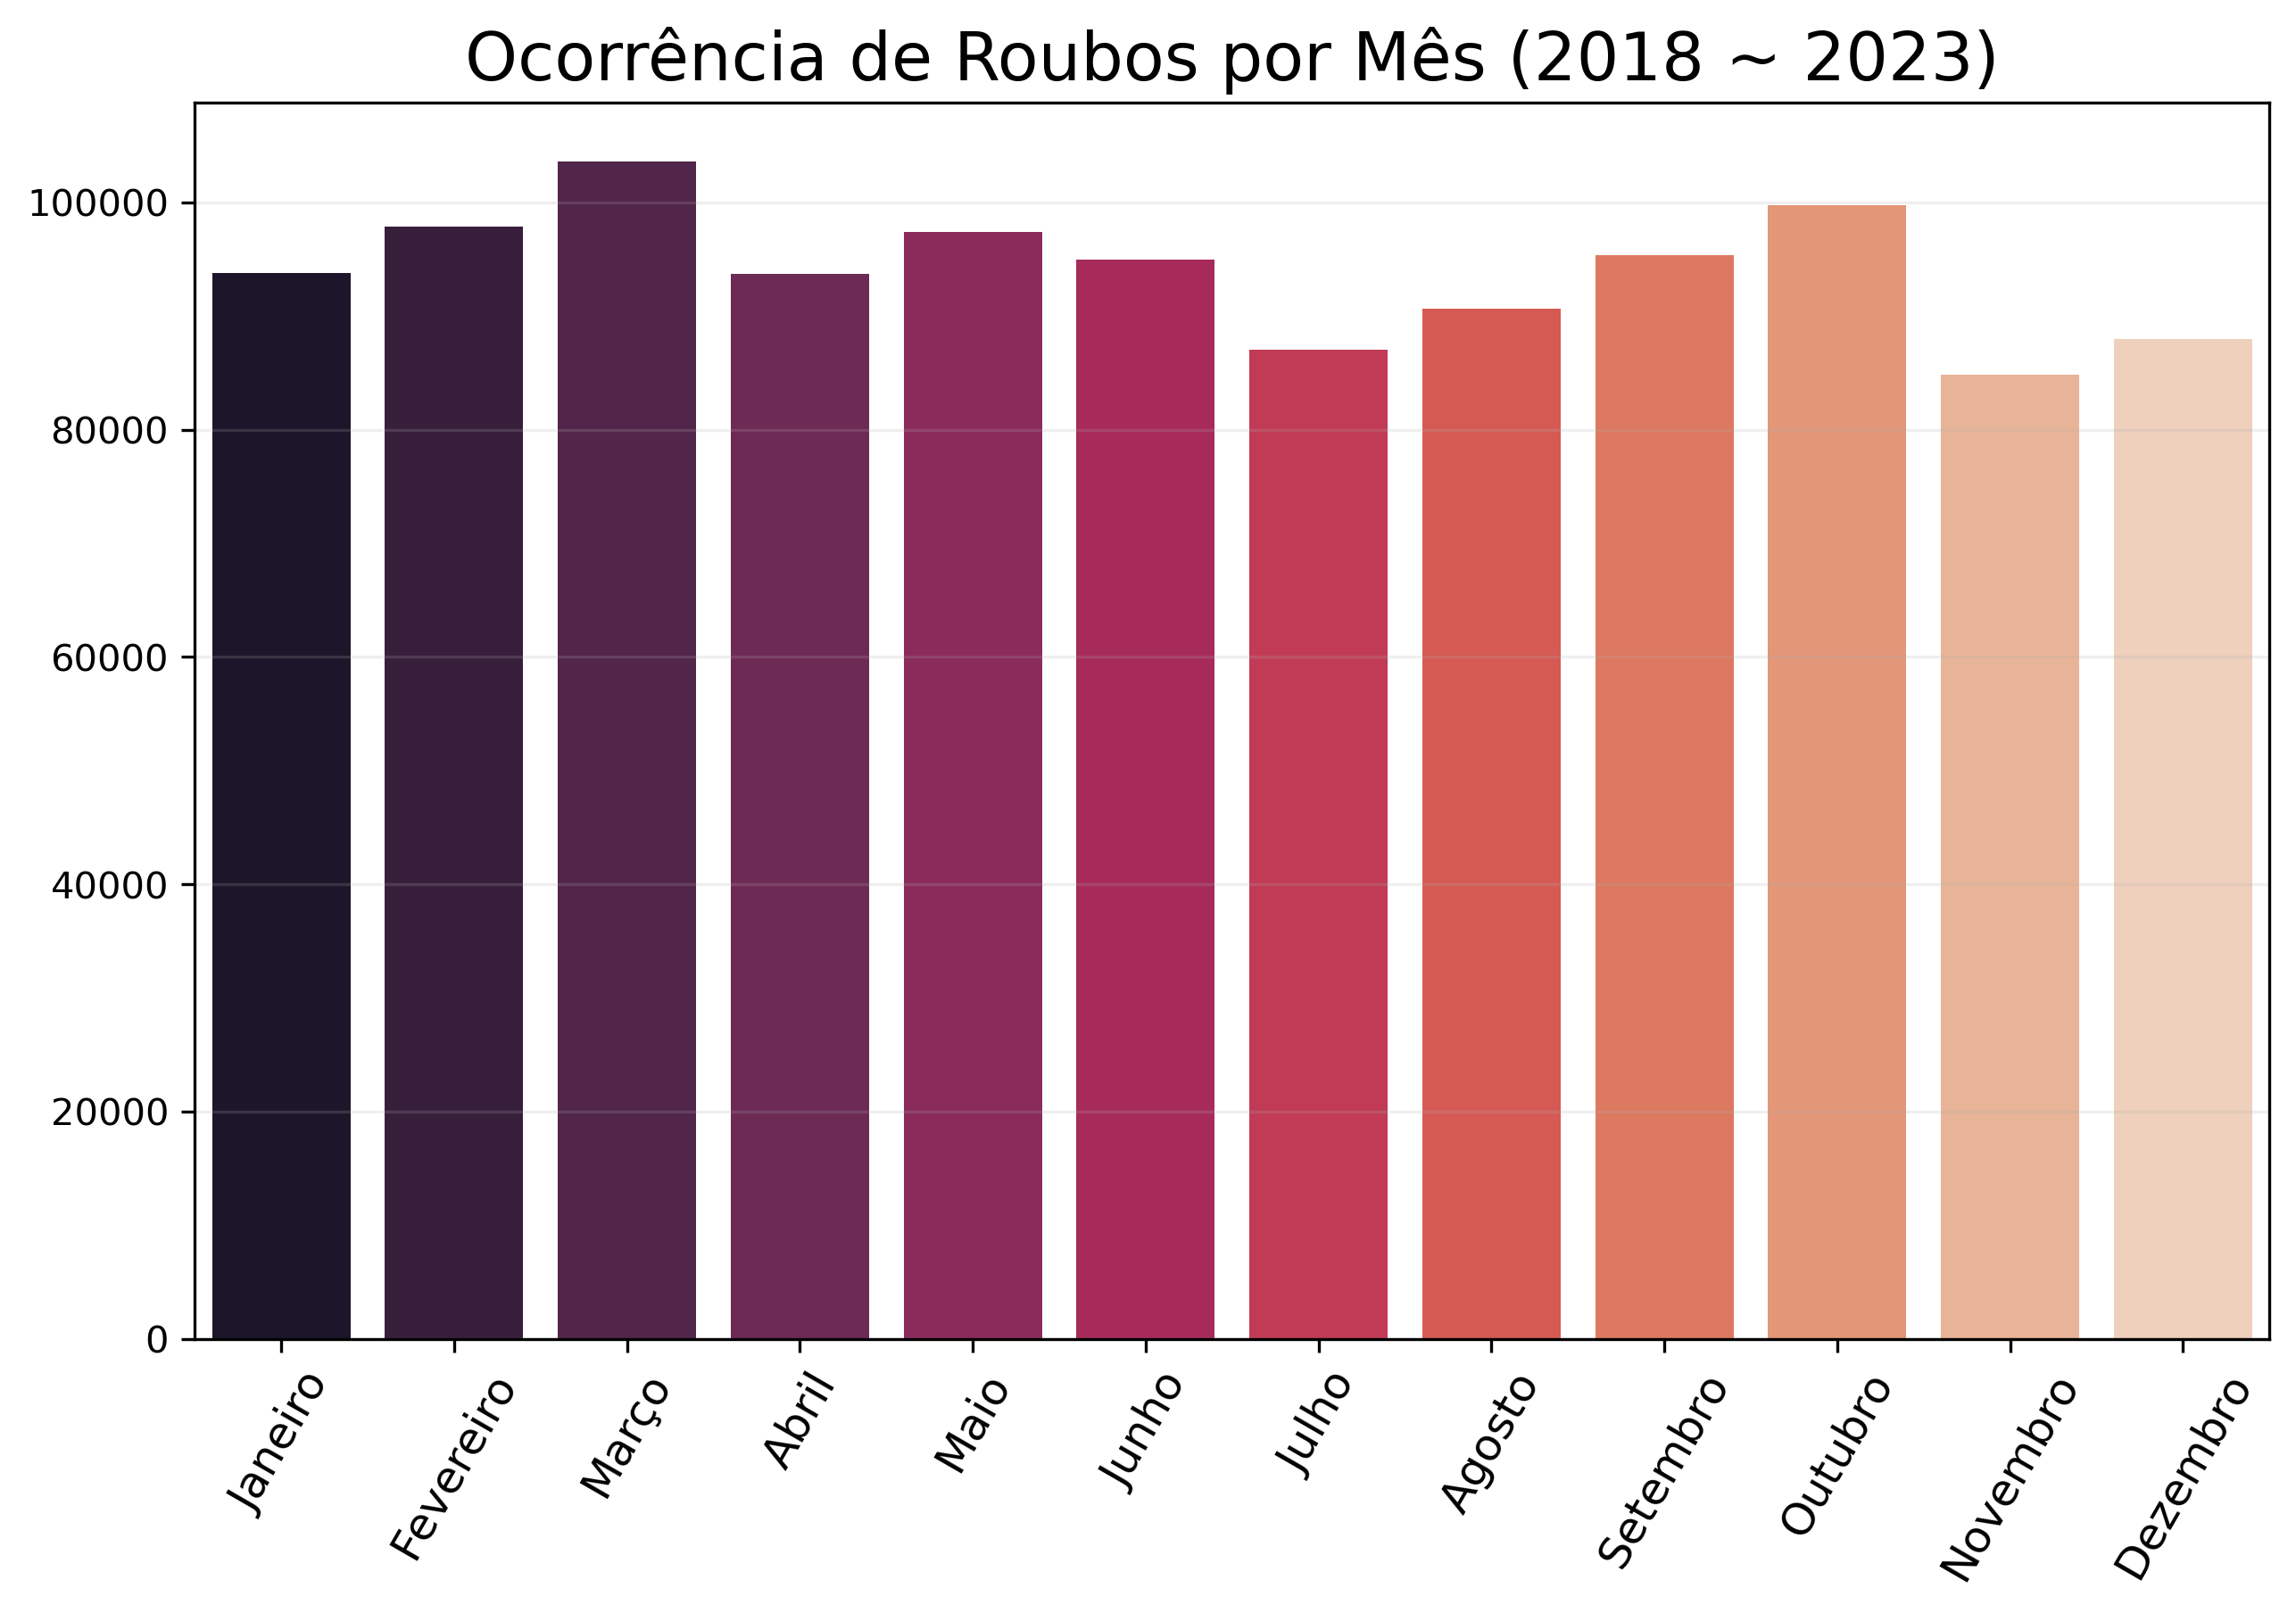 Ocorrência de Roubos por Mês (2018 ~ 2023)
100000
80000
60000
40000
20000
0
Janeiro
Fevereiro
Março
Abril
Maio
Junho
Julho
Agosto
Setembro
Outubro
Novembro
Dezembro